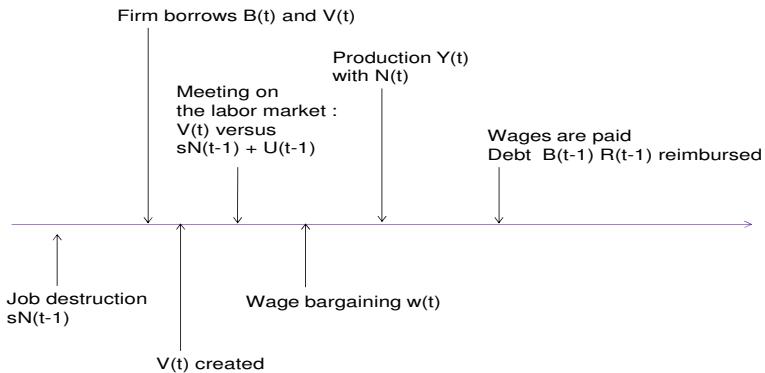 Firm borrows B(t) and V(t)
Production Y(t)
with N(t)
Meeting on
the labor market :
V(t) versus
sN(t-1) + U(t-1)
Wages are paid
Debt B(t-1) R(t-1) reimbursed
Job destruction
sN(t-1)
Wage bargaining w(t)
V(t) created